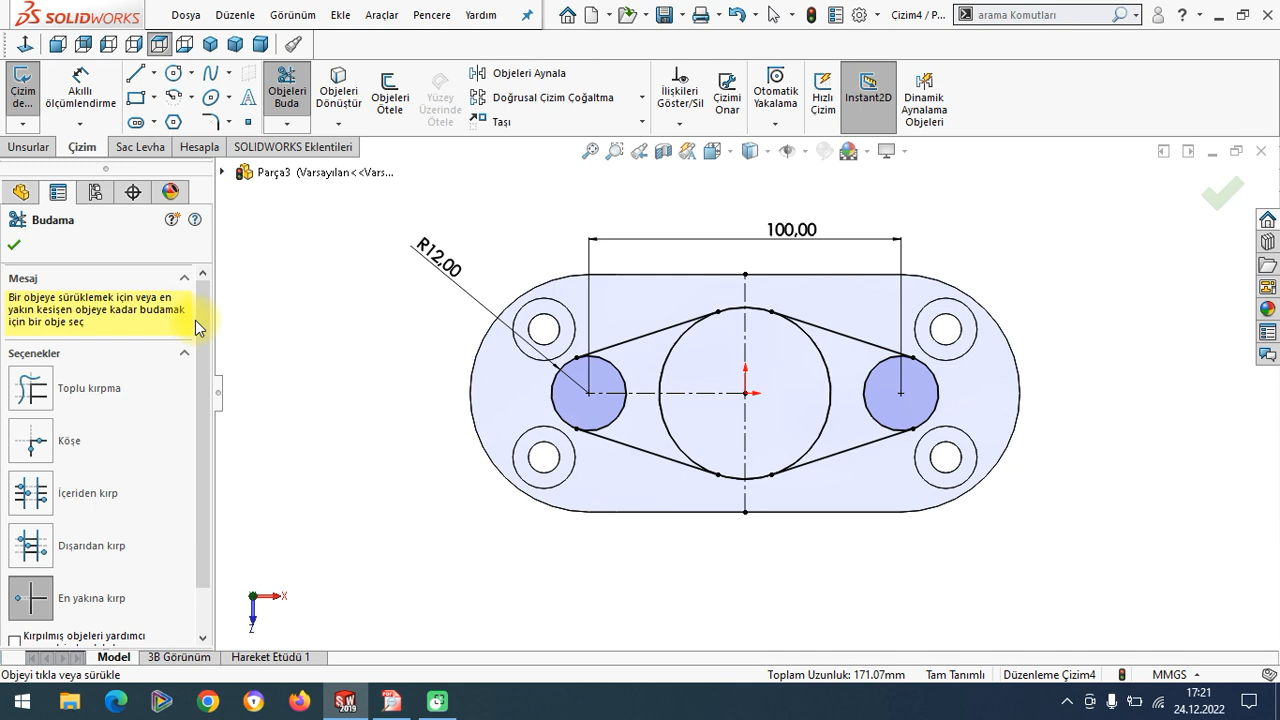 SOLIDWORKS
Dosya
Düzenle
Görünüm
Ekle
Araçlar
Pencere
Yardım
Çizim4 / P...
arama Komutları
Çizim
de...
Akıllı
ölçümlendirme
Objeleri
Buda
Objeleri
Dönüştür
Objeleri
Ötele
Yüzey
Üzerinde
Ötele
Objeleri Aynala
Doğrusal Çizim Çoğaltma
Taşı
İlişkileri
Göster/Sil
Çizimi
Onar
Otomatik
Yakalama
Hızlı
Çizim
Instant2D
Dinamik
Aynalama
Objeleri
Unsurlar
Çizim
Sac Levha
Hesapla
SOLIDWORKS Eklentileri
Parça3 (Varsayılan<<Vars...
Budama
Mesaj
Bir objeye sürüklemek için veya en
yakın kesişen objeye kadar budamak
için bir obje seç
Seçenekler
Toplu kırpma
Köşe
İçeriden kırp
Dışarıdan kırp
En yakına kırp
Kırpılmış objeleri yardımcı
100,00
R12,00
X
Z
Model
3B Görünüm
Hareket Etüdü 1
Objeyi tıkla veya sürükle
Toplam Uzunluk: 171.07mm
Tam Tanımlı
Düzenleme Çizim4
MMGS
SW
2019
17:21
24.12.2022